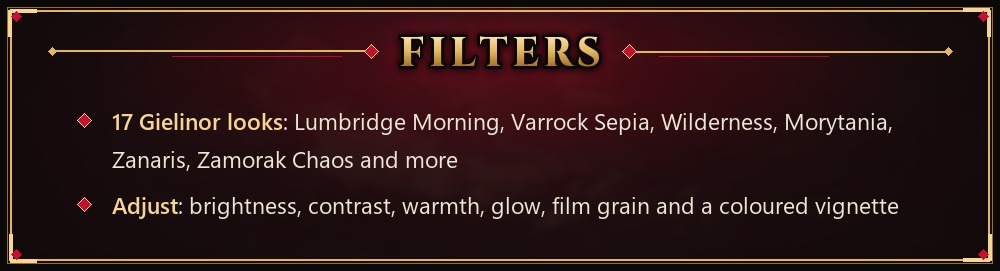 FILTERS
17 Gielinor looks: Lumbridge Morning, Varrock Sepia, Wilderness, Morytania,
Zanaris, Zamorak Chaos and more
Adjust: brightness, contrast, warmth, glow, film grain and a coloured vignette